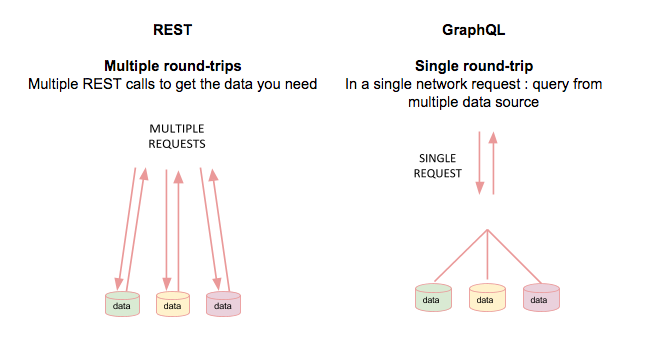 REST
Multiple round-trips
Multiple REST calls to get the data you need
MULTIPLE
REQUESTS
data
data
data
GraphQL
Single round-trip
In a single network request : query from
multiple data source
SINGLE
REQUEST
data
data
data